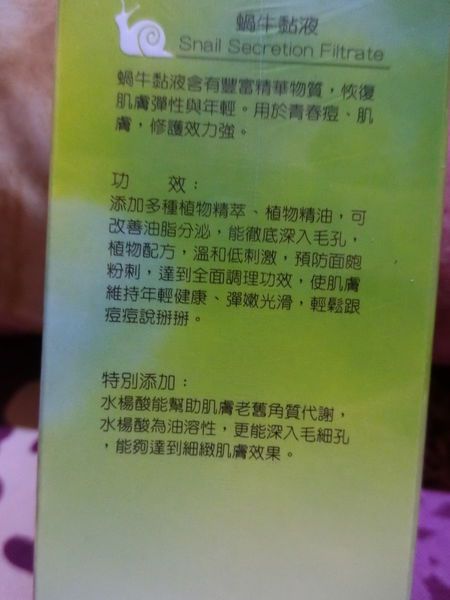 蝸牛黏液
Snail Secretion Filtrate
蝸牛黏液含有豐富精華物質，恢復
肌膚彈性與年輕。用於青春痘、肌
膚，修護效力強。
功 效：
添加多種植物精萃、植物精油，可
改善油脂分泌，能徹底深入毛孔，
植物配方，溫和低刺激，預防面皰
粉刺，達到全面調理功效，使肌膚
維持年輕健康、彈嫩光滑，輕鬆跟
痘痘說掰掰。
特別添加：
水楊酸能幫助肌膚老舊角質代謝，
水楊酸為油溶性，更能深入毛細孔
，能夠達到細緻肌膚效果。